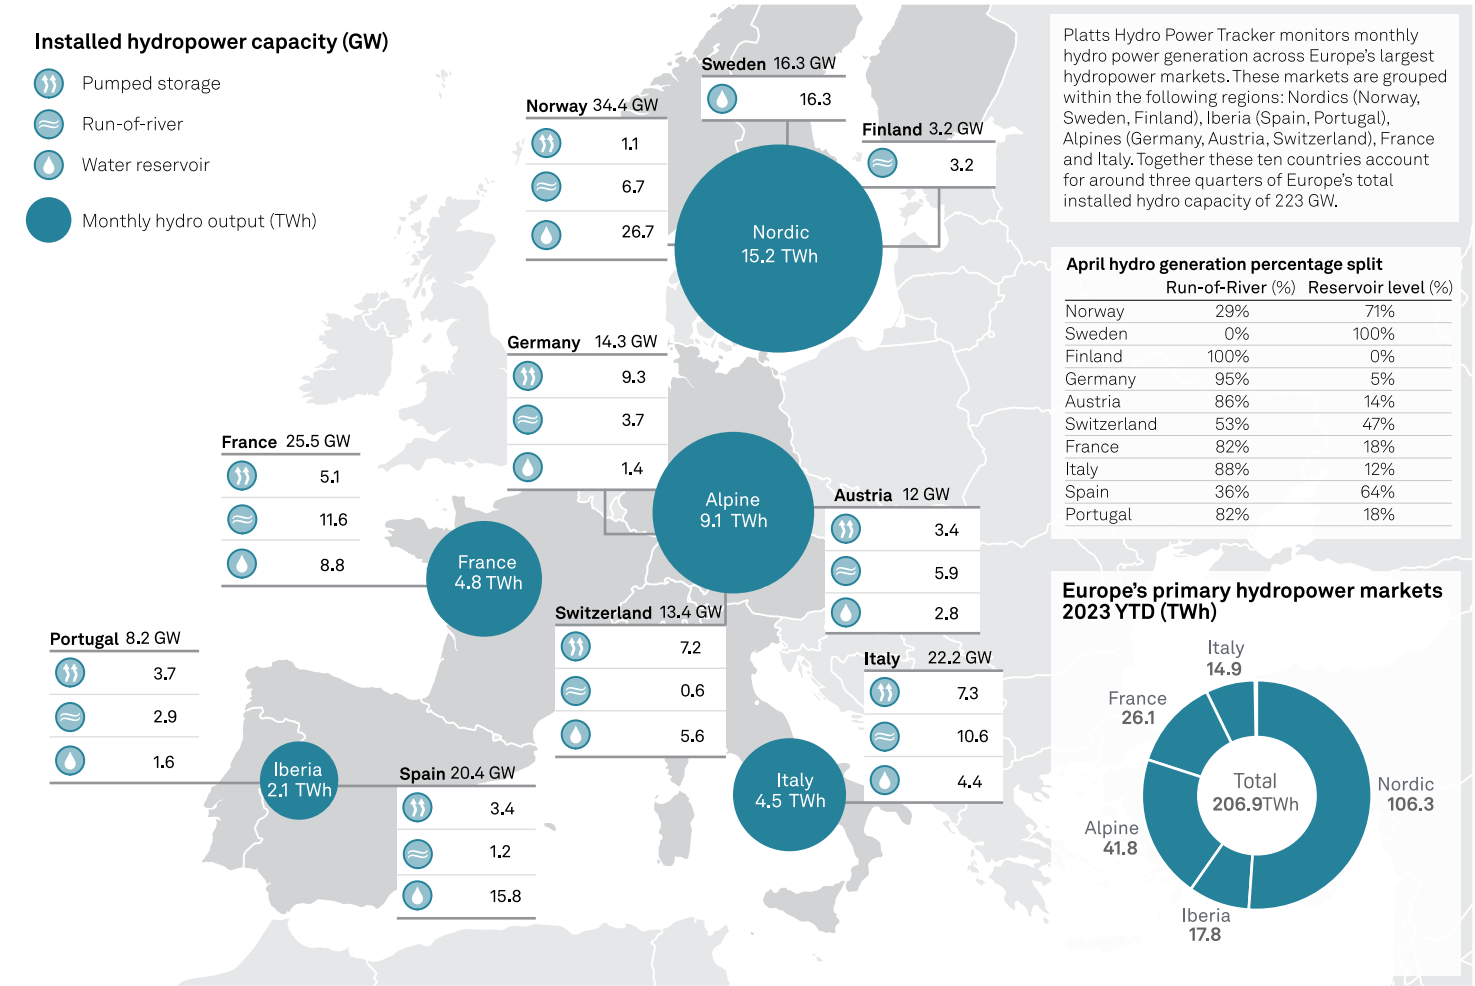 Installed hydropower capacity (GW)
Pumped storage
Run-of-river
Water reservoir
Monthly hydro output (TWh)
Sweden 16.3 GW
16.3
Norway 34.4 GW
1.1
6.7
26.7
Finland 3.2 GW
3.2
Nordic
15.2 TWh
Germany 14.3 GW
9.3
3.7
1.4
France 25.5 GW
5.1
11.6
8.8
France
4.8 TWh
Alpine
9.1 TWh
Austria 12 GW
3.4
5.9
2.8
Switzerland 13.4 GW
7.2
0.6
5.6
Portugal 8.2 GW
3.7
2.9
1.6
Iberia
2.1 TWh
Spain 20.4 GW
3.4
1.2
15.8
Italy 22.2 GW
7.3
10.6
4.4
Italy
4.5 TWh
Platts Hydro Power Tracker monitors monthly
hydro power generation across Europe's largest
hydropower markets. These markets are grouped
within the following regions: Nordics (Norway,
Sweden, Finland), Iberia (Spain, Portugal),
Alpines (Germany, Austria, Switzerland), France
and Italy. Together these ten countries account
for around three quarters of Europe's total
installed hydro capacity of 223 GW.
April hydro generation percentage split
Run-of-River (%) Reservoir level (%)
Norway 29% 71%
Sweden 0% 100%
Finland 100% 0%
Germany 95% 5%
Austria 86% 14%
Switzerland 53% 47%
France 82% 18%
Italy 88% 12%
Spain 36% 64%
Portugal 82% 18%
Europe's primary hydropower markets
2023 YTD (TWh)
Italy
14.9
France
26.1
Total
206.9TWh
Nordic
106.3
Alpine
41.8
Iberia
17.8